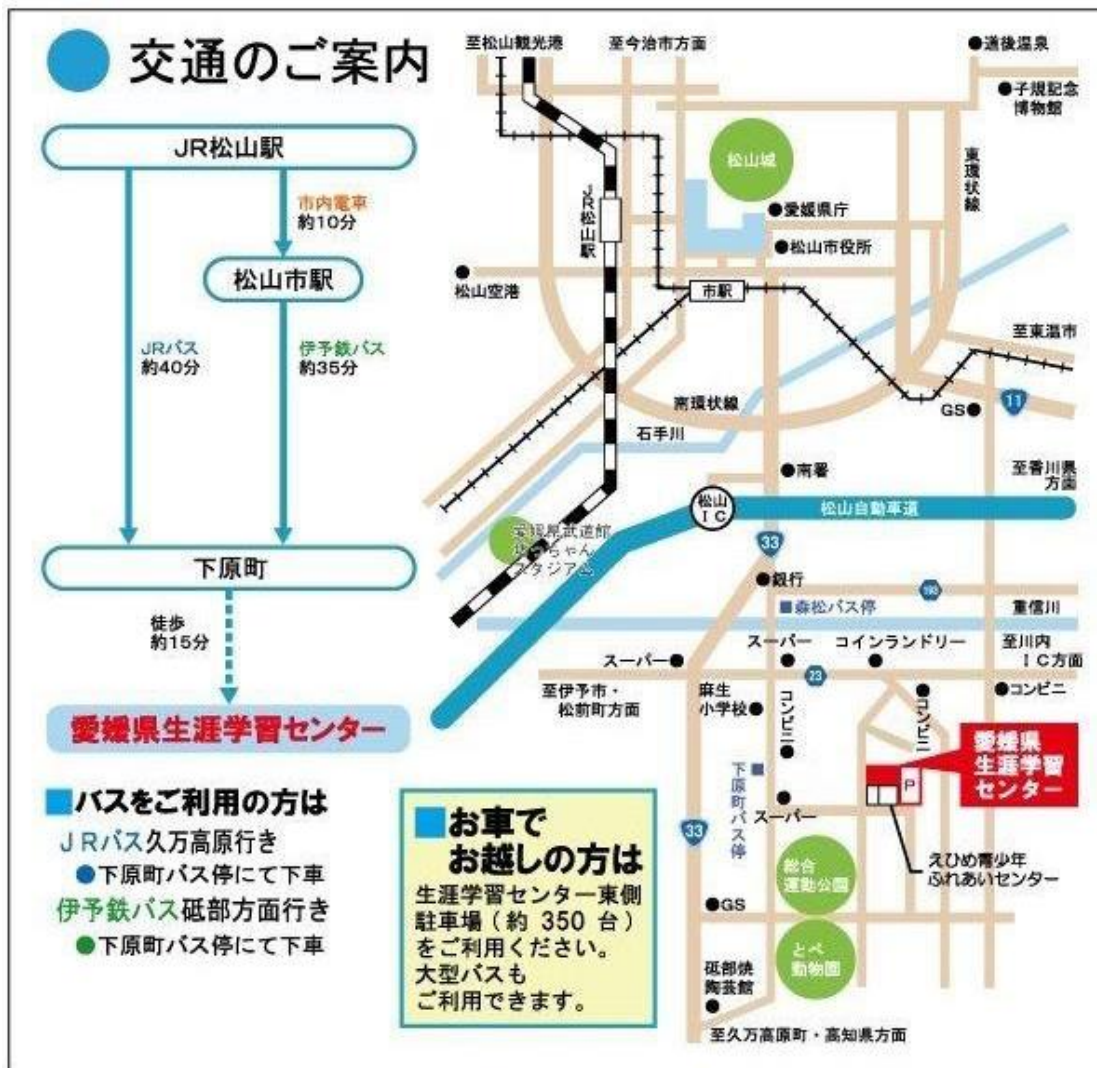 交通のご案内
JR松山駅
市内電車
約10分
松山市駅
JRバス
約40分
伊予鉄バス
約35分
下原町
徒歩
約15分
愛媛県生涯学習センター
■バスをご利用の方は
JRバス久万高原行き
●下原町バス停にて下車
伊予鉄バス砥部方面行き
●下原町バス停にて下車
■お車で
お越しの方は
生涯学習センター東側
駐車場(約 350 台)
をご利用ください。
大型バスも
ご利用できます。
至松山観光港
至今治市方面
●道後温泉
●子規記念
博物館
松山城
東環状線
JR松山駅
●愛媛県庁
●松山市役所
松山空港
市駅
至東温市
南環状線
GS●
11
石手川
●南署
至香川県
方面
松山
IC
松山自動車道
愛媛県武道館
坊っちゃん
スタジアム
33
●銀行
193
■森松バス停
重信川
スーパー●
スーパー
コインランドリー
至川内
IC方面
23
至伊予市・
松前町方面
麻生
小学校●
コンビニ
コンビニ
●コンビニ
愛媛県
生涯学習
センター
P
下原町バス停
スーパー
33
えひめ青少年
ふれあいセンター
総合
運動公園
●GS
とべ
動物園
砥部焼
陶芸館
至久万高原町・高知県方面